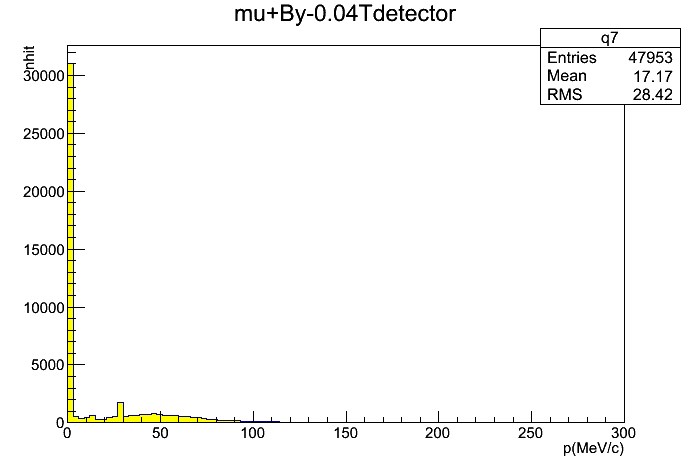 mu+By-0.04Tdetector
q7
Entries 47953
Mean 17.17
RMS 28.42
nhit
30000
25000
20000
15000
10000
5000
0
0 50 100 150 200 250 300
p(MeV/c)